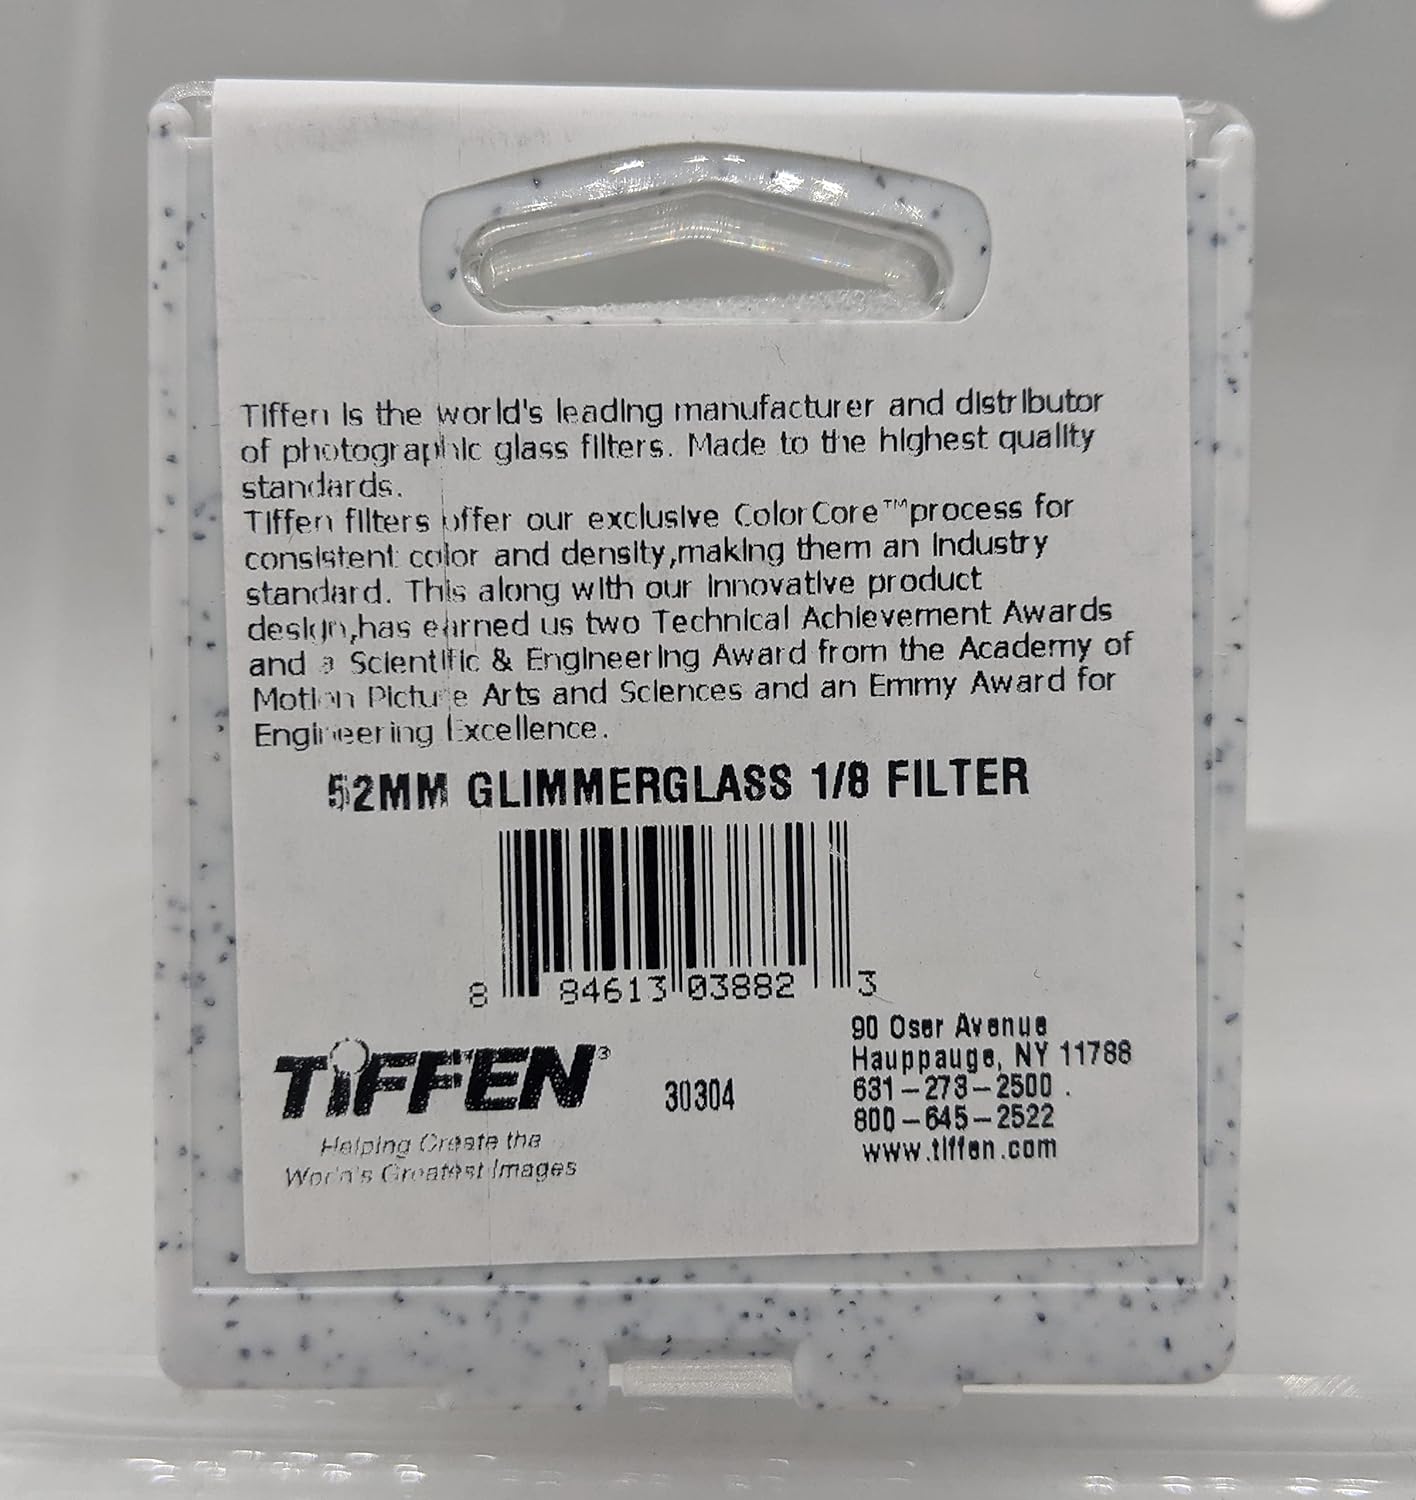 Tiffen is the world's leading manufacturer and distributor
of photographic glass filters. Made to the highest quality
standards.
Tiffen filters offer our exclusive ColorCore™process for
consistent color and density,making them an industry
standard. This along with our innovative product
design,has earned us two Technical Achievement Awards
and a Scientific & Engineering Award from the Academy of
Motion Picture Arts and Sciences and an Emmy Award for
Engineering Excellence.
52MM GLIMMERGLASS 1/8 FILTER
8 84613 03882 3
TIFFEN®
Helping Create the
World's Greatest Images
30304
90 Oser Avenue
Hauppauge, NY 11788
631-273-2500 .
800-645-2522
www.tiffen.com